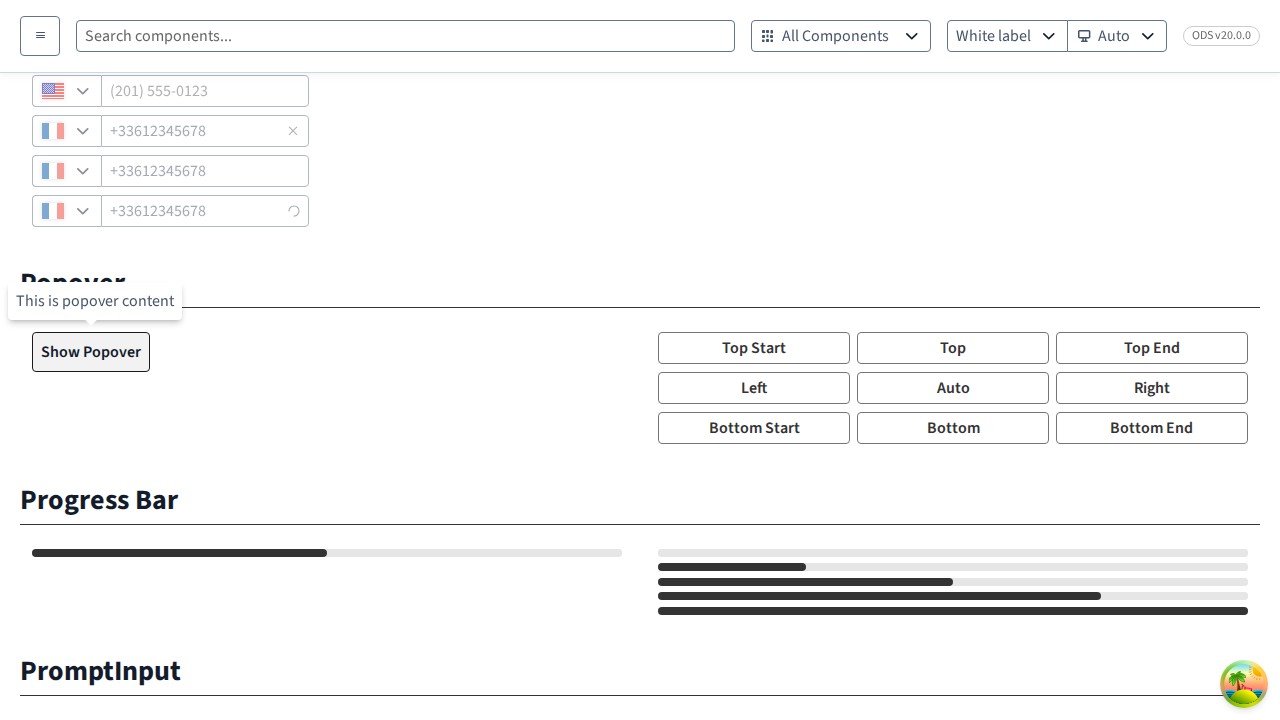 Search components...
All Components
White label
Auto
ODS v20.0.0
(201) 555-0123
+33612345678
+33612345678
+33612345678
Popover
This is popover content
Show Popover
Top Start
Top
Top End
Left
Auto
Right
Bottom Start
Bottom
Bottom End
Progress Bar
PromptInput